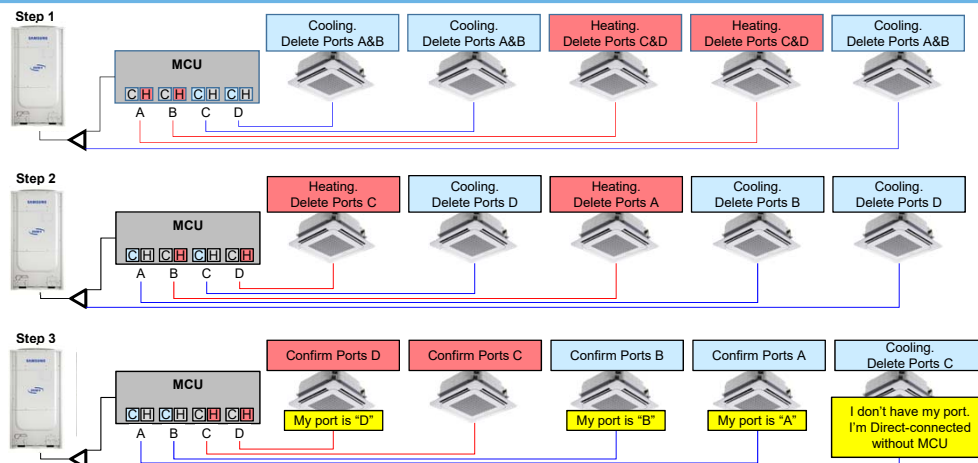 Step 1
SAMSUNG
MCU
C H C H C H C H
A B C D
Cooling.
Delete Ports A&B
Cooling.
Delete Ports A&B
Heating.
Delete Ports C&D
Heating.
Delete Ports C&D
Cooling.
Delete Ports A&B
Step 2
SAMSUNG
MCU
C H C H C H C H
A B C D
Heating.
Delete Ports C
Cooling.
Delete Ports D
Heating.
Delete Ports A
Cooling.
Delete Ports B
Cooling.
Delete Ports D
Step 3
SAMSUNG
MCU
C H C H C H C H
A B C D
Confirm Ports D
My port is “D”
Confirm Ports C
Confirm Ports B
My port is “B”
Confirm Ports A
My port is “A”
Cooling.
Delete Ports C
I don’t have my port.
I’m Direct-connected
without MCU